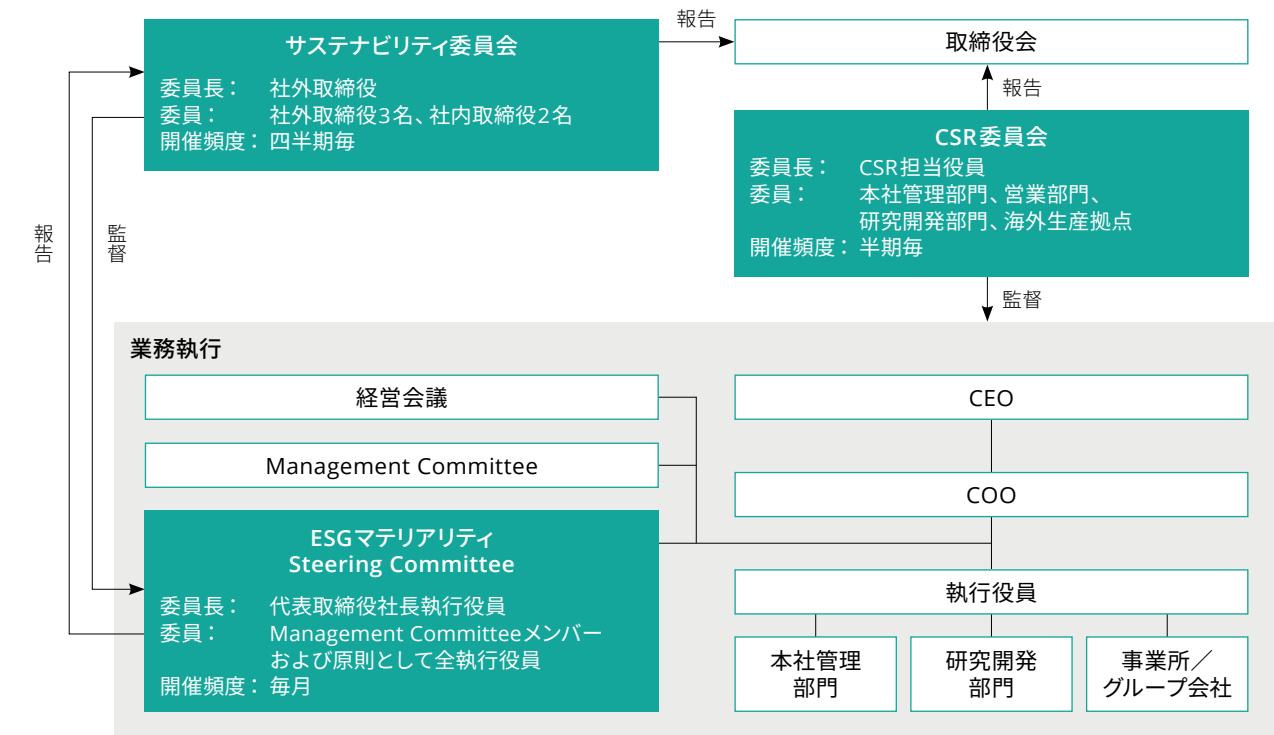 サステナビリティ委員会
委員長： 社外取締役
委員： 社外取締役3名、社内取締役2名
開催頻度：四半期毎
報告
取締役会
報告
CSR委員会
委員長： CSR担当役員
委員： 本社管理部門、営業部門、
研究開発部門、海外生産拠点
開催頻度：半期毎
報告
監督
監督
業務執行
経営会議
Management Committee
ESGマテリアリティ
Steering Committee
委員長： 代表取締役社長執行役員
委員： Management Committeeメンバー
および原則として全執行役員
開催頻度：毎月
CEO
COO
執行役員
本社管理
部門
研究開発
部門
事業所／
グループ会社